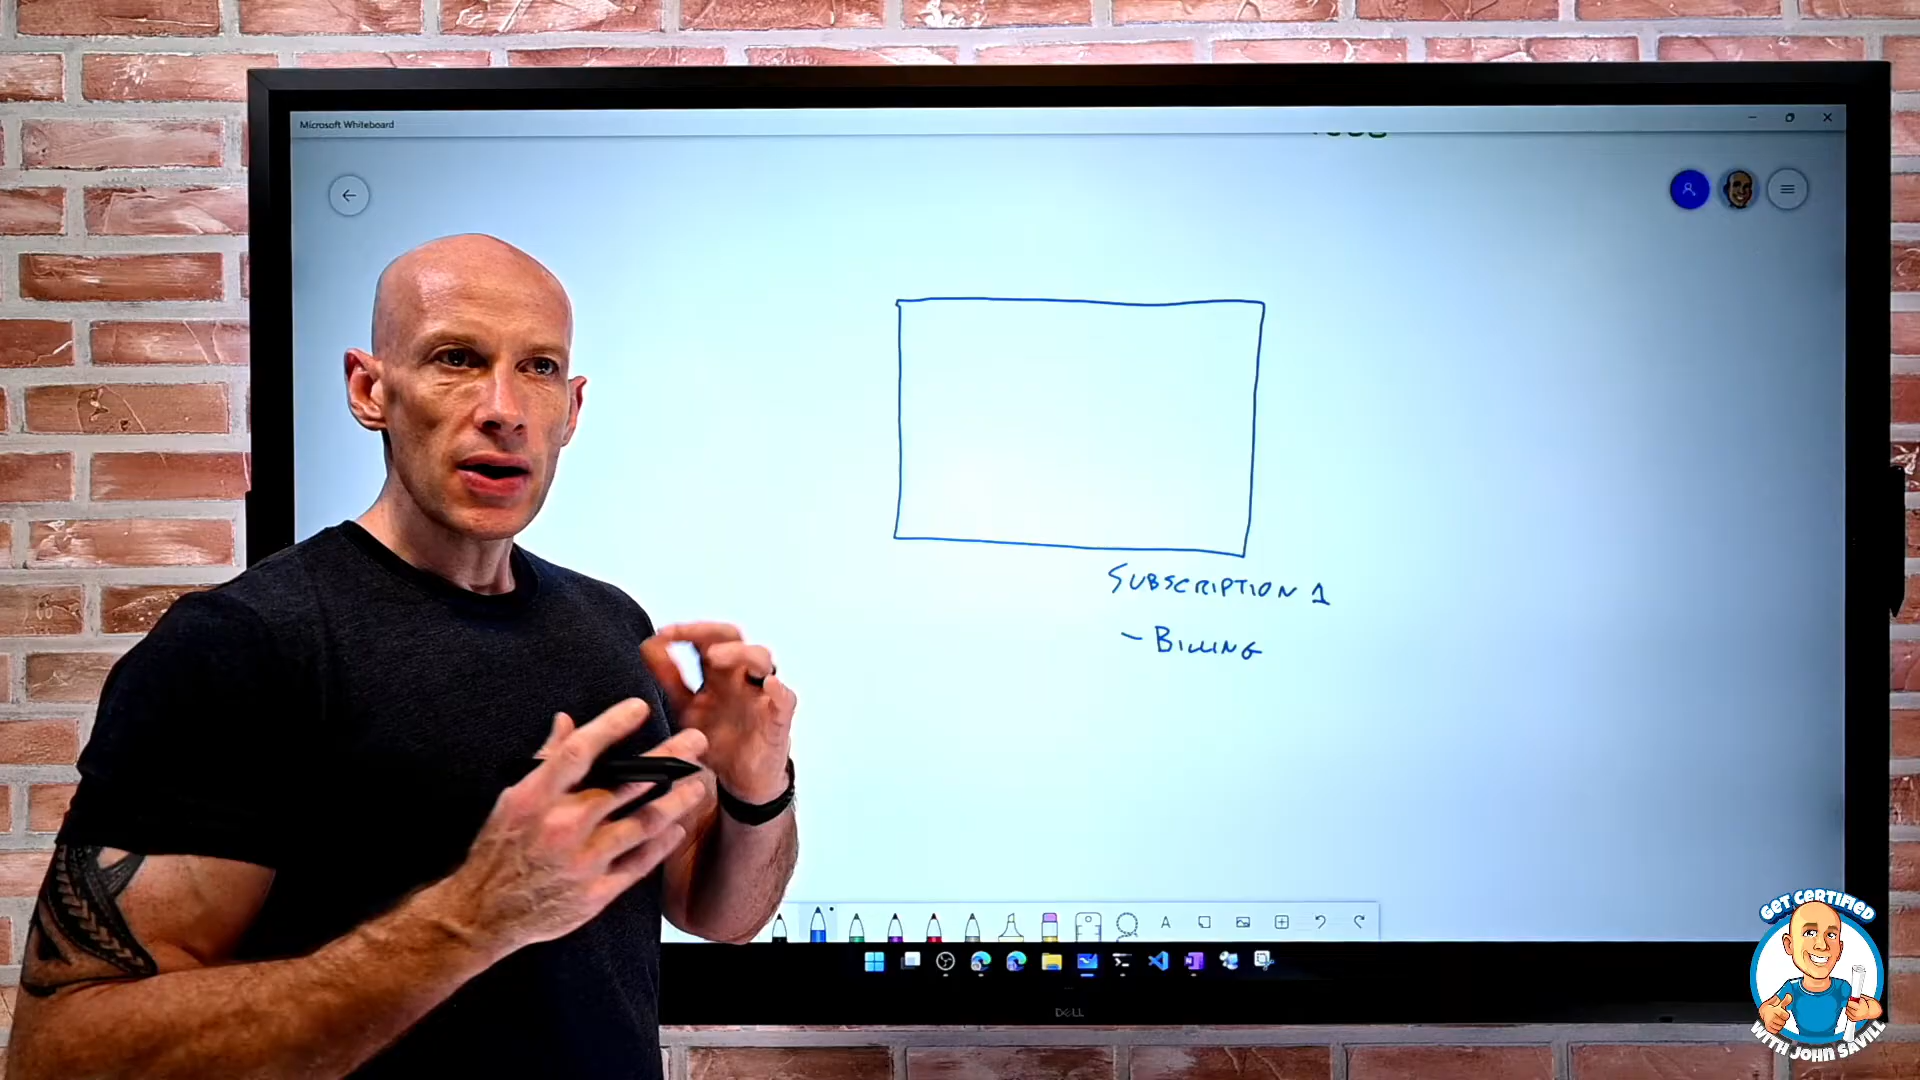 Microsoft Whiteboard
SUBSCRIPTION 1
- BILLING
A
DELL
GET CERTIFIED
WITH JOHN SAVILL